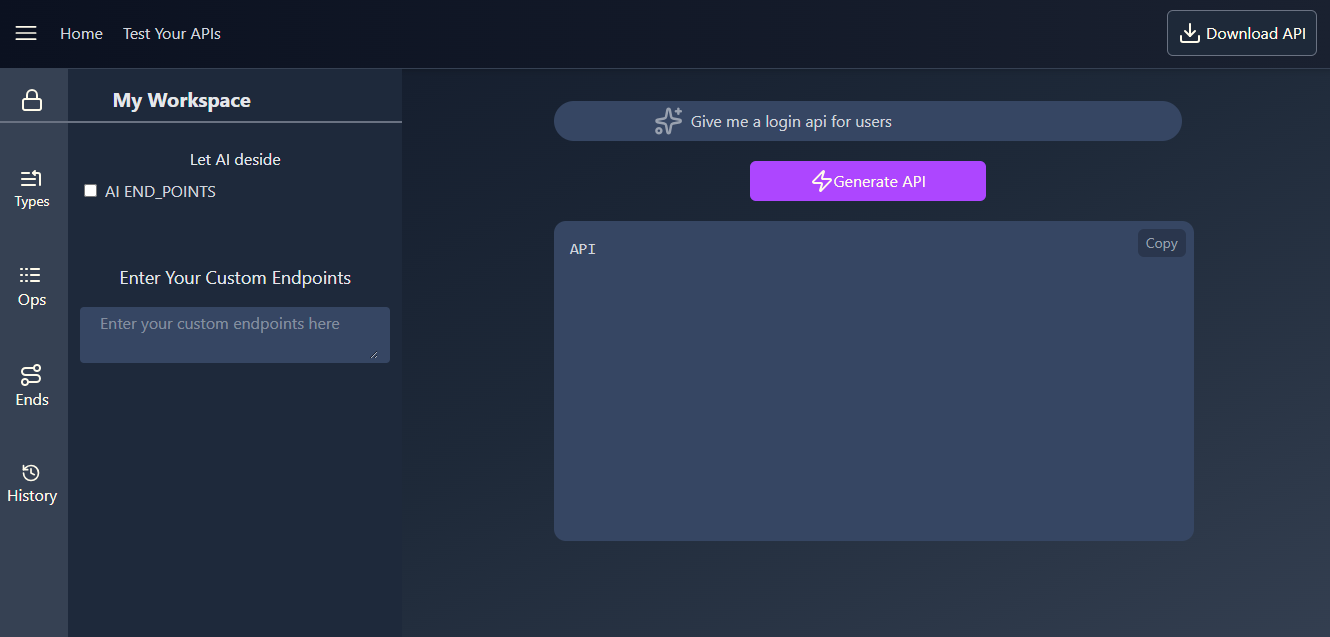 Home Test Your APIs Download API
My Workspace
Let AI deside
AI END_POINTS
Enter Your Custom Endpoints
Enter your custom endpoints here
Types
Ops
Ends
History
Give me a login api for users
Generate API
API
Copy